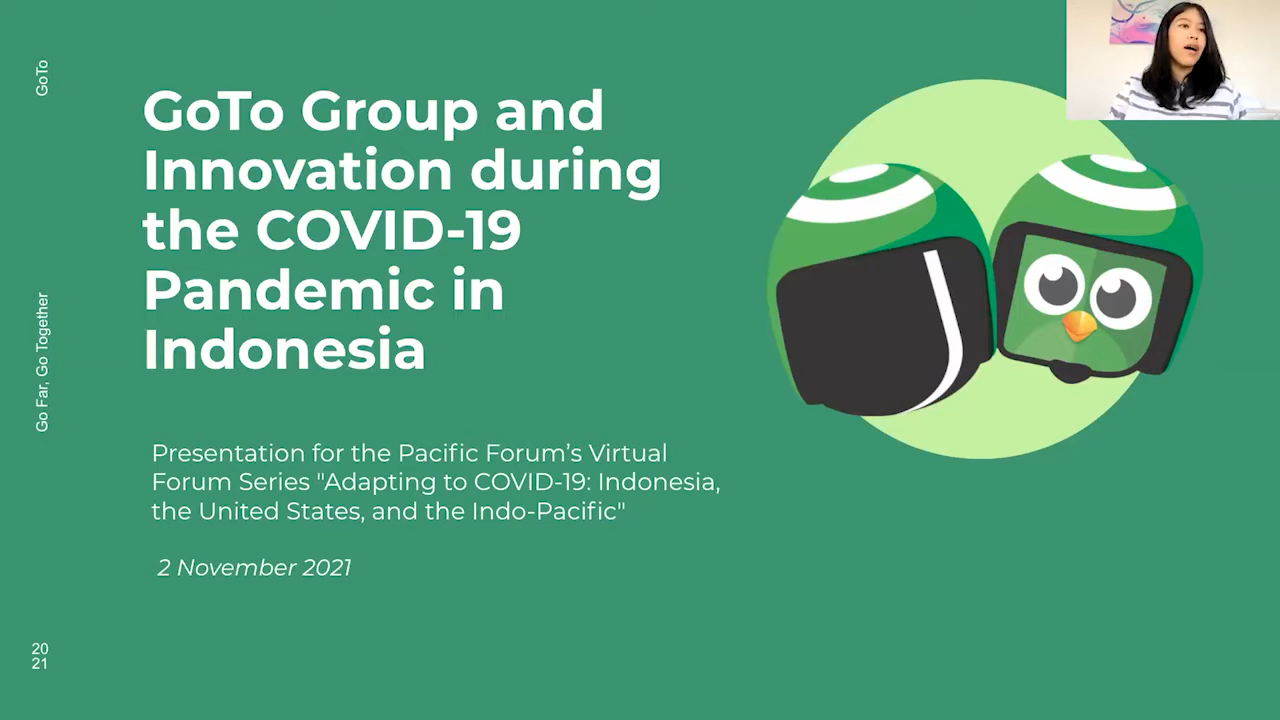 GoTo
GoTo Group and
Innovation during
the COVID-19
Pandemic in
Indonesia
Go Far, Go Together
Presentation for the Pacific Forum’s Virtual
Forum Series "Adapting to COVID-19: Indonesia,
the United States, and the Indo-Pacific"
2 November 2021
20
21